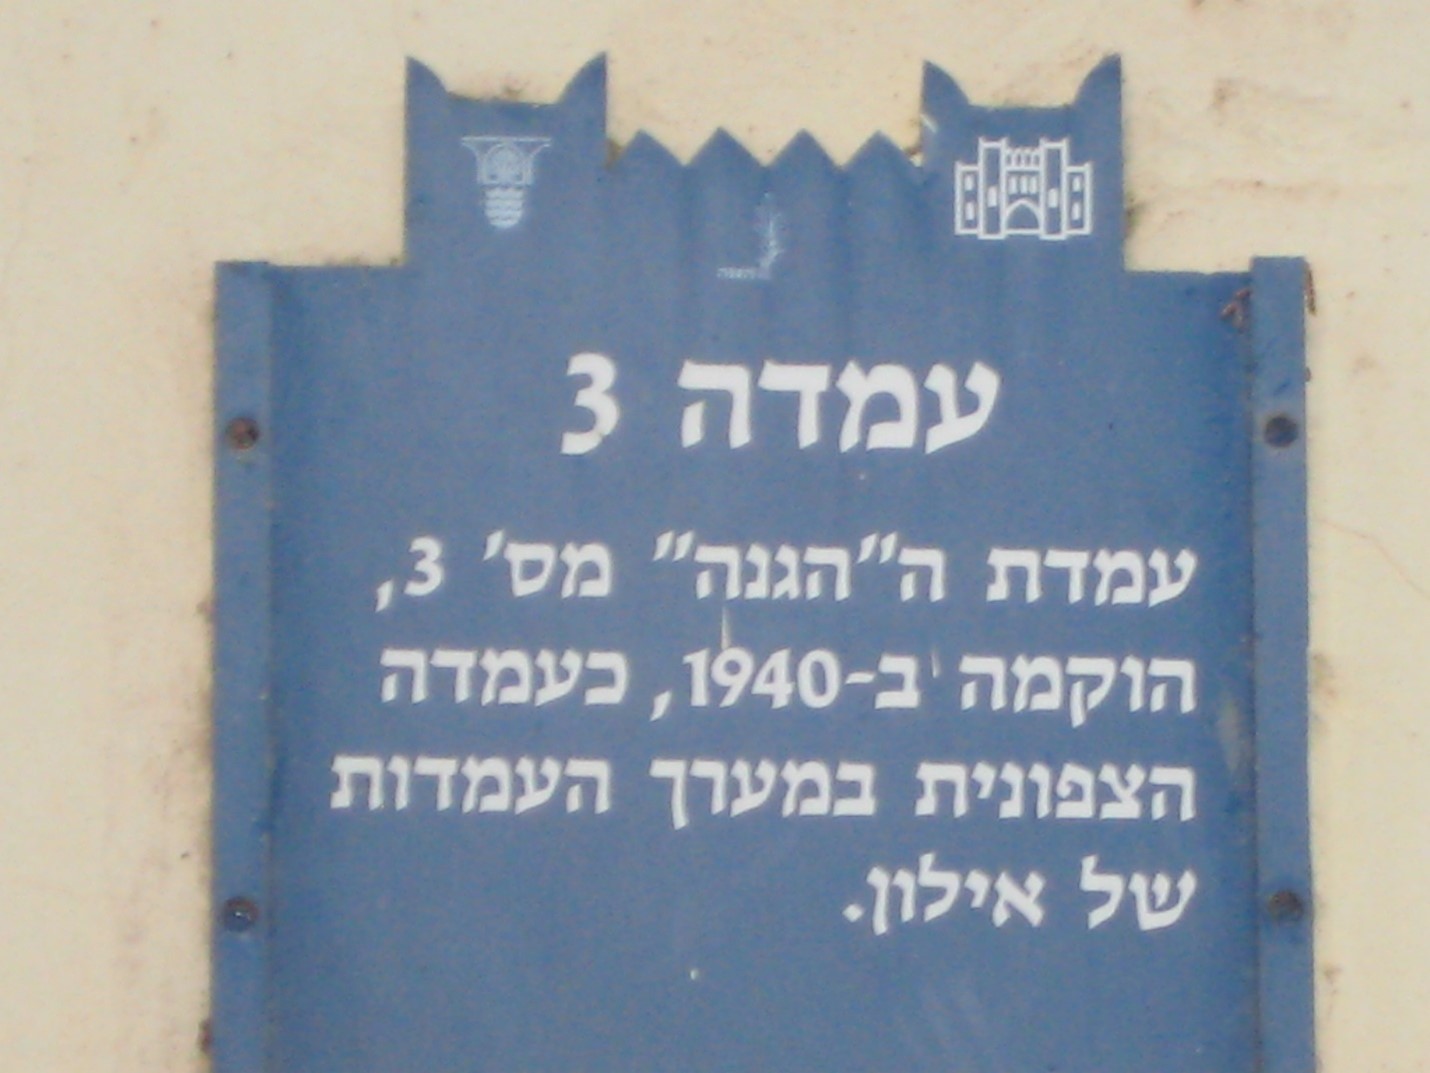 עמדה 3
עמדת ה"הגנה" מס' 3,
הוקמה ב-1940, כעמדה
הצפונית במערך העמדות
של אילון.